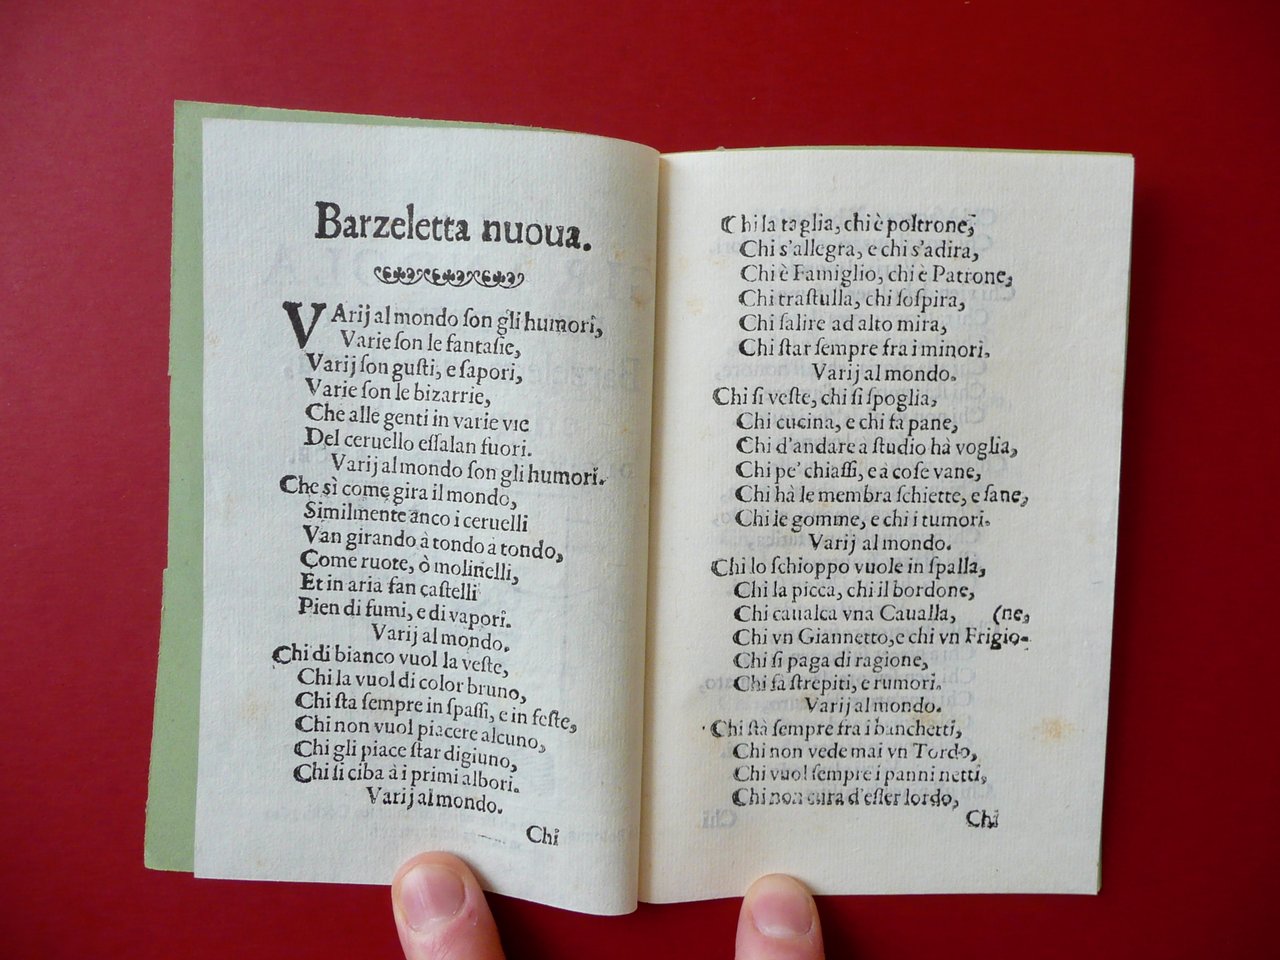 Barzeletta nuoua.
VArij al mondo ſon gli humori,
Varie ſon le fantaſie,
Varij ſon guſti, e ſapori,
Varie ſon le bizarrie,
Che alle genti in varie vie
Del ceruello eſſalan fuori.
Varij al mondo ſon gli humori.
Che sì come gira il mondo,
Similmente anco i ceruelli
Van girando à tondo à tondo,
Come ruote, ò molinelli,
Et in aria fan caſtelli
Pien di fumi, e di vapori.
Varij al mondo.
Chi di bianco vuol la veſte,
Chi la vuol di color bruno,
Chi ſta ſempre in ſpaſſi, e in feſte,
Chi non vuol piacere alcuno,
Chi gli piace ſtar digiuno,
Chi ſi ciba à i primi albori.
Varij al mondo.
Chi
Chi la taglia, chi è poltrone,
Chi s'allegra, e chi s'adira,
Chi è Famiglio, chi è Patrone,
Chi traſtulla, chi ſoſpira,
Chi ſalire ad alto mira,
Chi ſtar ſempre fra i minori.
Varij al mondo.
Chi ſi veſte, chi ſi ſpoglia,
Chi cucina, e chi fa pane,
Chi d'andare a ſtudio hà voglia,
Chi pe' chiaſſi, e a coſe vane,
Chi hà le membra ſchiette, e ſane,
Chi le gomme, e chi i tumori.
Varij al mondo.
Chi lo ſchioppo vuole in ſpalla,
Chi la picca, chi il bordone,
Chi caualca vna Caualla, (ne,
Chi vn Giannetto, e chi vn Frigio-
Chi ſi paga di ragione,
Chi fa ſtrepiti, e rumori.
Varij al mondo.
Chi ſtà ſempre fra i banchetti,
Chi non vede mai vn Tordo,
Chi vuol ſempre i panni netti,
Chi non cura d'eſſer lordo,
Chi